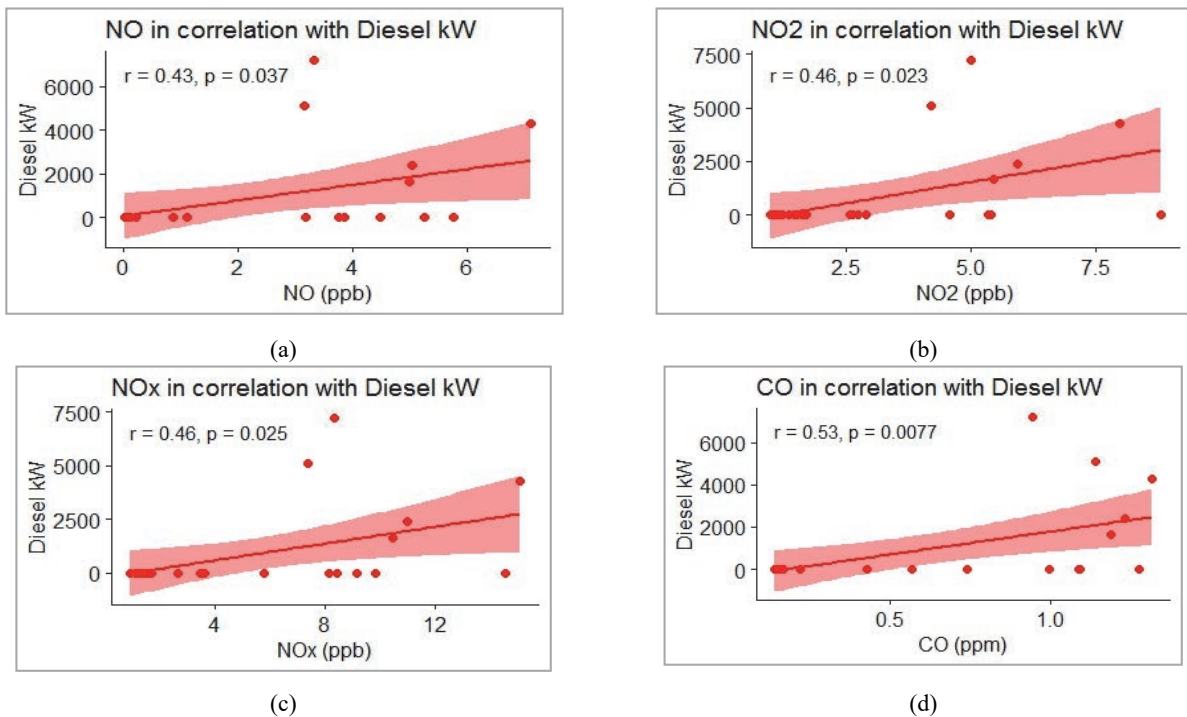 NO in correlation with Diesel kW
r = 0.43, p = 0.037
6000
4000
2000
0
Diesel kW
0 2 4 6
NO (ppb)
(a)
NO2 in correlation with Diesel kW
r = 0.46, p = 0.023
7500
5000
2500
0
Diesel kW
2.5 5.0 7.5
NO2 (ppb)
(b)
NOx in correlation with Diesel kW
r = 0.46, p = 0.025
7500
5000
2500
0
Diesel kW
4 8 12
NOx (ppb)
(c)
CO in correlation with Diesel kW
r = 0.53, p = 0.0077
6000
4000
2000
0
Diesel kW
0.5 1.0
CO (ppm)
(d)